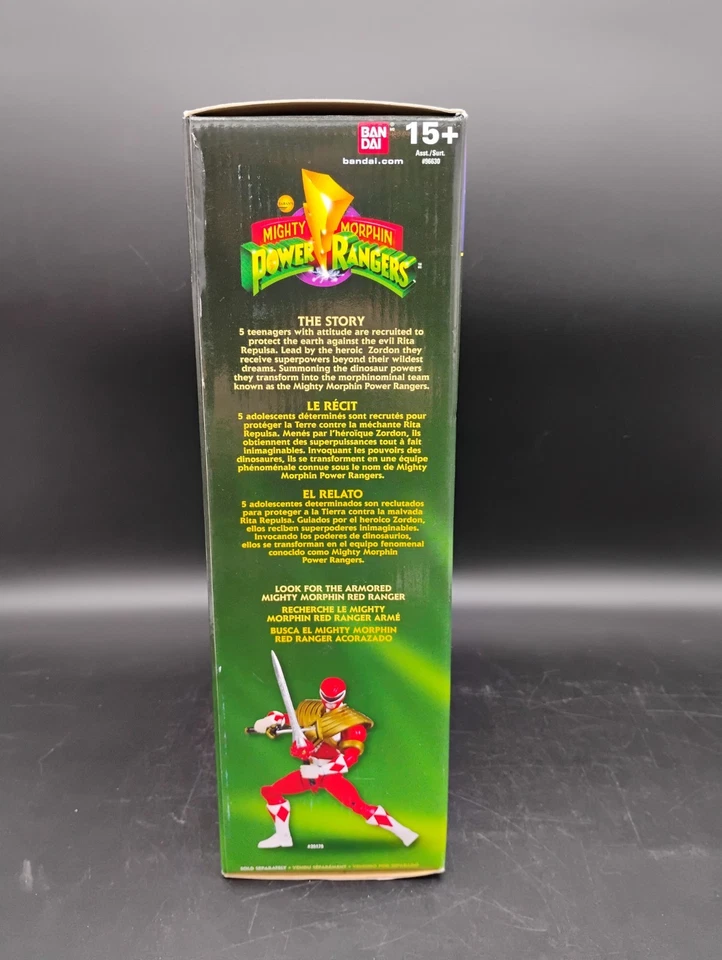 BAN
DAI
bandai.com
15+
Asst./Surt.
#96630
MIGHTY MORPHIN
POWER RANGERS
THE STORY
5 teenagers with attitude are recruited to
protect the earth against the evil Rita
Repulsa. Lead by the heroic Zordon they
receive superpowers beyond their wildest
dreams. Summoning the dinosaur powers
they transform into the morphinominal team
known as the Mighty Morphin Power Rangers.
LE RÉCIT
5 adolescents déterminés sont recrutés pour
protéger la Terre contre la méchante Rita
Repulsa. Menés par l'héroïque Zordon, ils
obtiennent des superpuissances tout à fait
inimaginables. Invoquant les pouvoirs des
dinosaures, ils se transforment en une équipe
phénoménale connue sous le nom de Mighty
Morphin Power Rangers.
EL RELATO
5 adolescentes determinados son reclutados
para proteger a la Tierra contra la malvada
Rita Repulsa. Guiados por el heroico Zordon,
ellos reciben superpoderes inimaginables.
Invocando los poderes de dinosaurios,
ellos se transforman en el equipo fenomenal
conocido como Mighty Morphin
Power Rangers.
LOOK FOR THE ARMORED
MIGHTY MORPHIN RED RANGER
RECHERCHE LE MIGHTY
MORPHIN RED RANGER ARMÉ
BUSCA EL MIGHTY MORPHIN
RED RANGER ACORAZADO
SOLD SEPARATELY • VENDU SÉPARÉMENT •